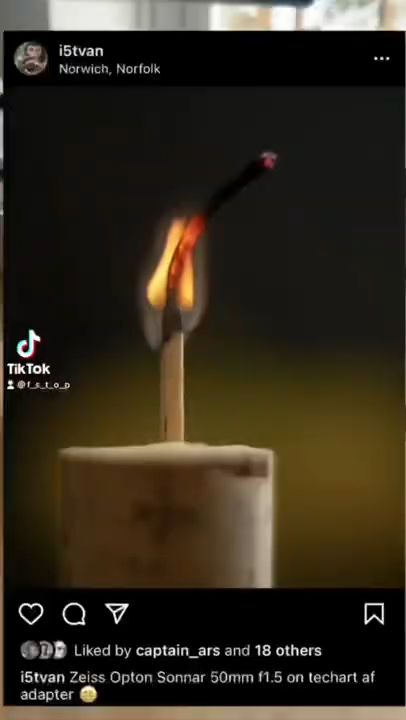 i5tvan
Norwich, Norfolk
TikTok
@f_s_t_o_p
Liked by captain_ars and 18 others
i5tvan Zeiss Opton Sonnar 50mm f1.5 on techart af
adapter 😄